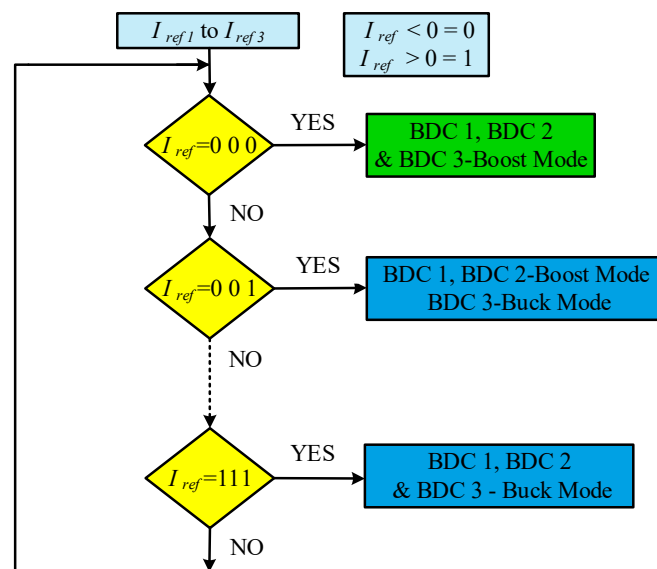 I ref 1 to I ref 3
I ref < 0 = 0
I ref > 0 = 1
I ref=0 0 0
YES
BDC 1, BDC 2
& BDC 3-Boost Mode
NO
I ref=0 0 1
YES
BDC 1, BDC 2-Boost Mode
BDC 3-Buck Mode
NO
I ref=111
YES
BDC 1, BDC 2
& BDC 3 - Buck Mode
NO